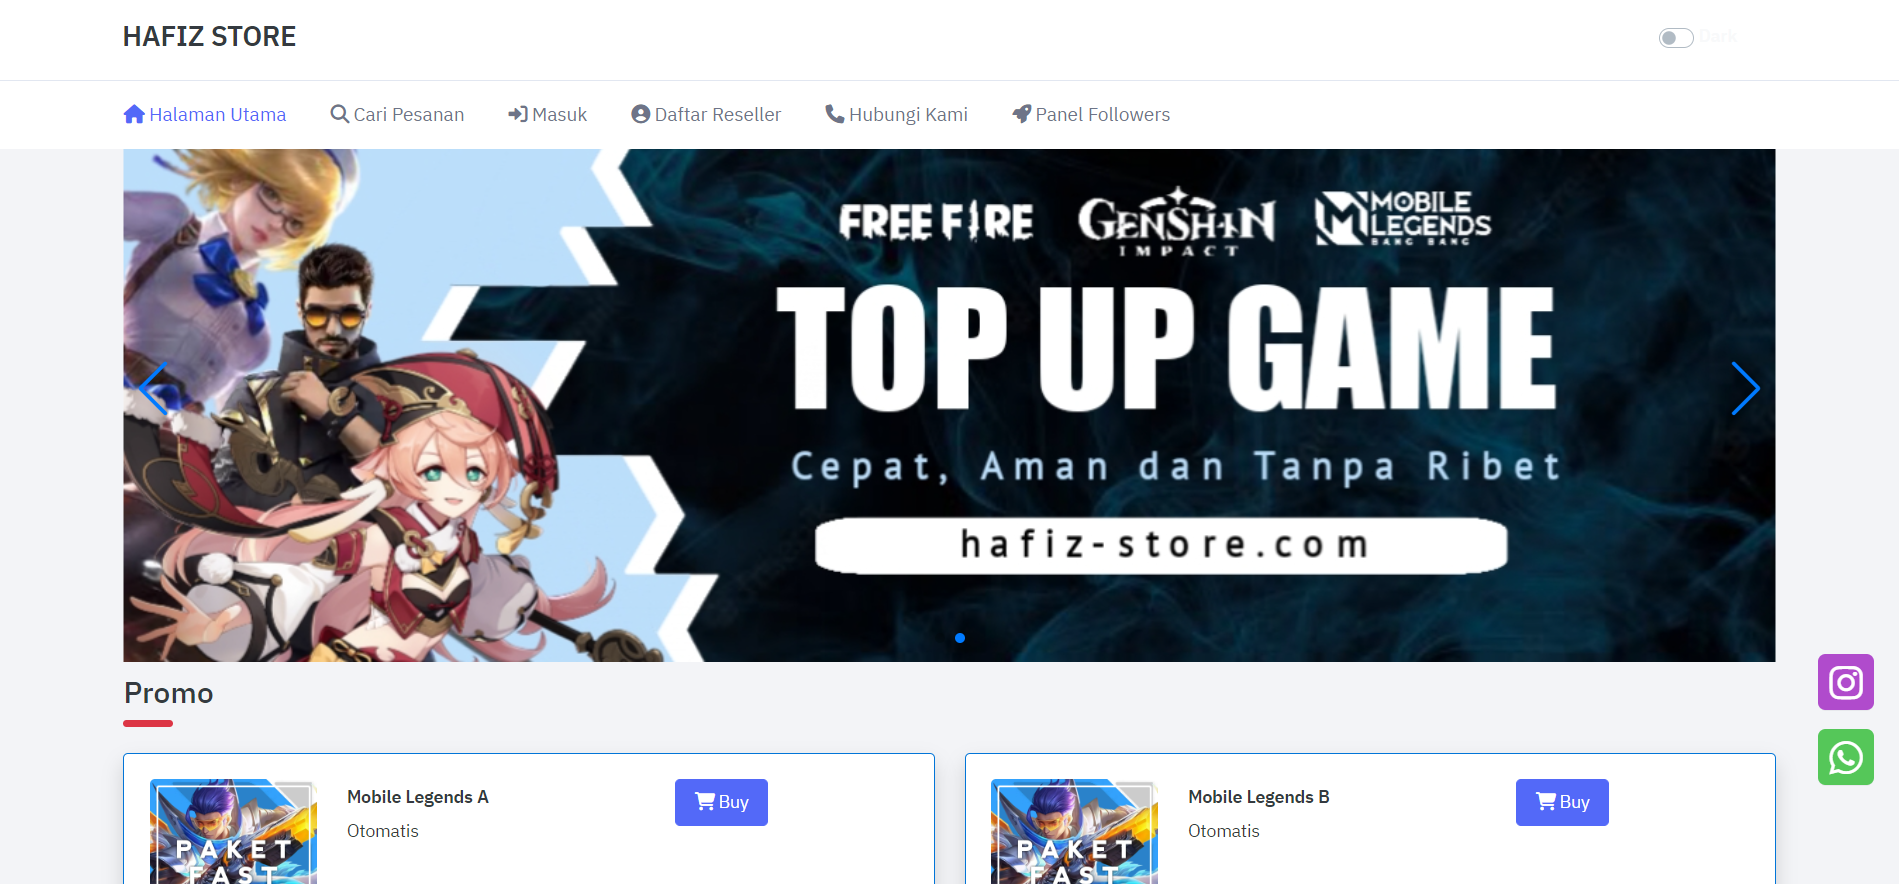 HAFIZ STORE
Dark
Halaman Utama
Cari Pesanan
Masuk
Daftar Reseller
Hubungi Kami
Panel Followers
FREE FIRE
GENSHIN
IMPACT
MOBILE
LEGENDS
BANG BANG
TOP UP GAME
Cepat, Aman dan Tanpa Ribet
hafiz-store.com
Promo
Mobile Legends A
Otomatis
Buy
PAKET
FAST
Mobile Legends B
Otomatis
Buy
PAKET
FAST